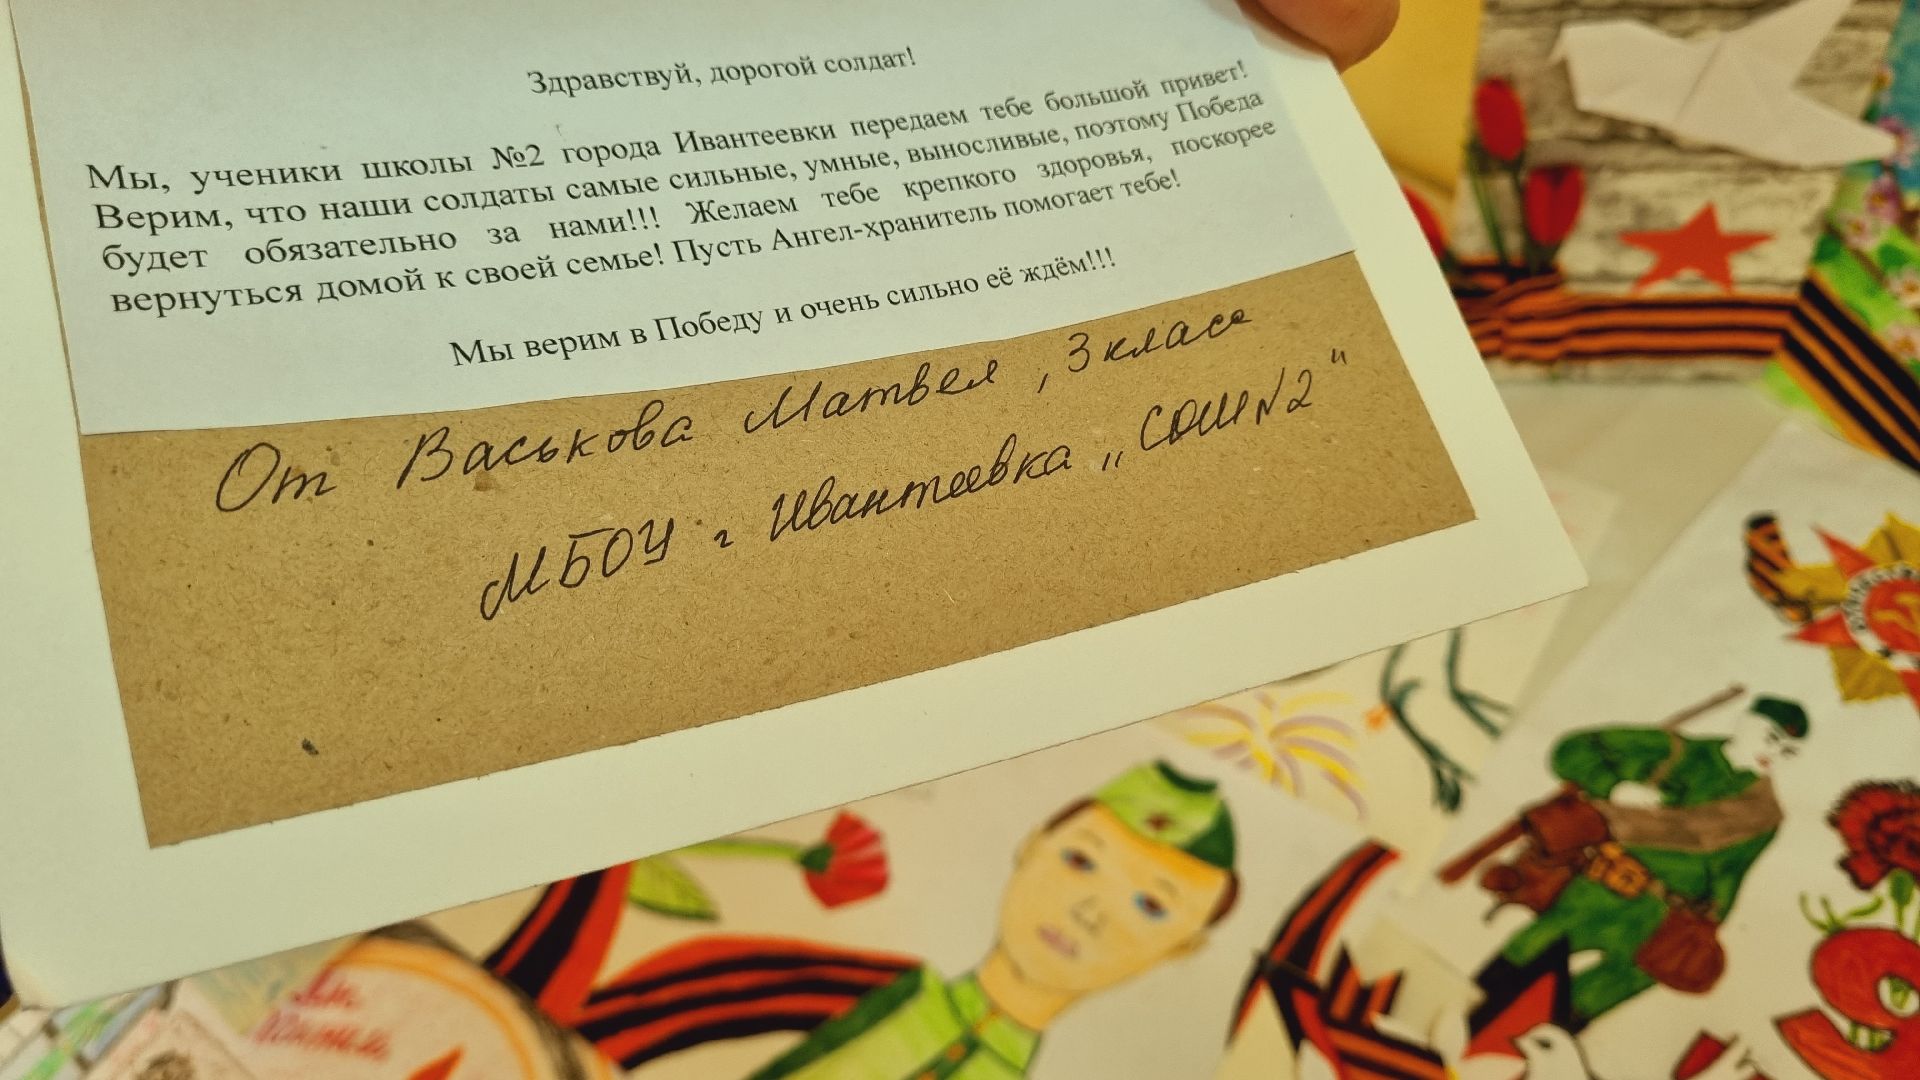 Здравствуй, дорогой солдат!
Мы, ученики школы №2 города Ивантеевки передаем тебе большой привет!
Верим, что наши солдаты самые сильные, умные, выносливые, поэтому Победа
будет обязательно за нами!!! Желаем тебе крепкого здоровья, поскорее
вернуться домой к своей семье! Пусть Ангел-хранитель помогает тебе!
Мы верим в Победу и очень сильно её ждём!!!
От Васькова Матвея, 3 класс
МБОУ г Ивантеевка „СОШ№2"